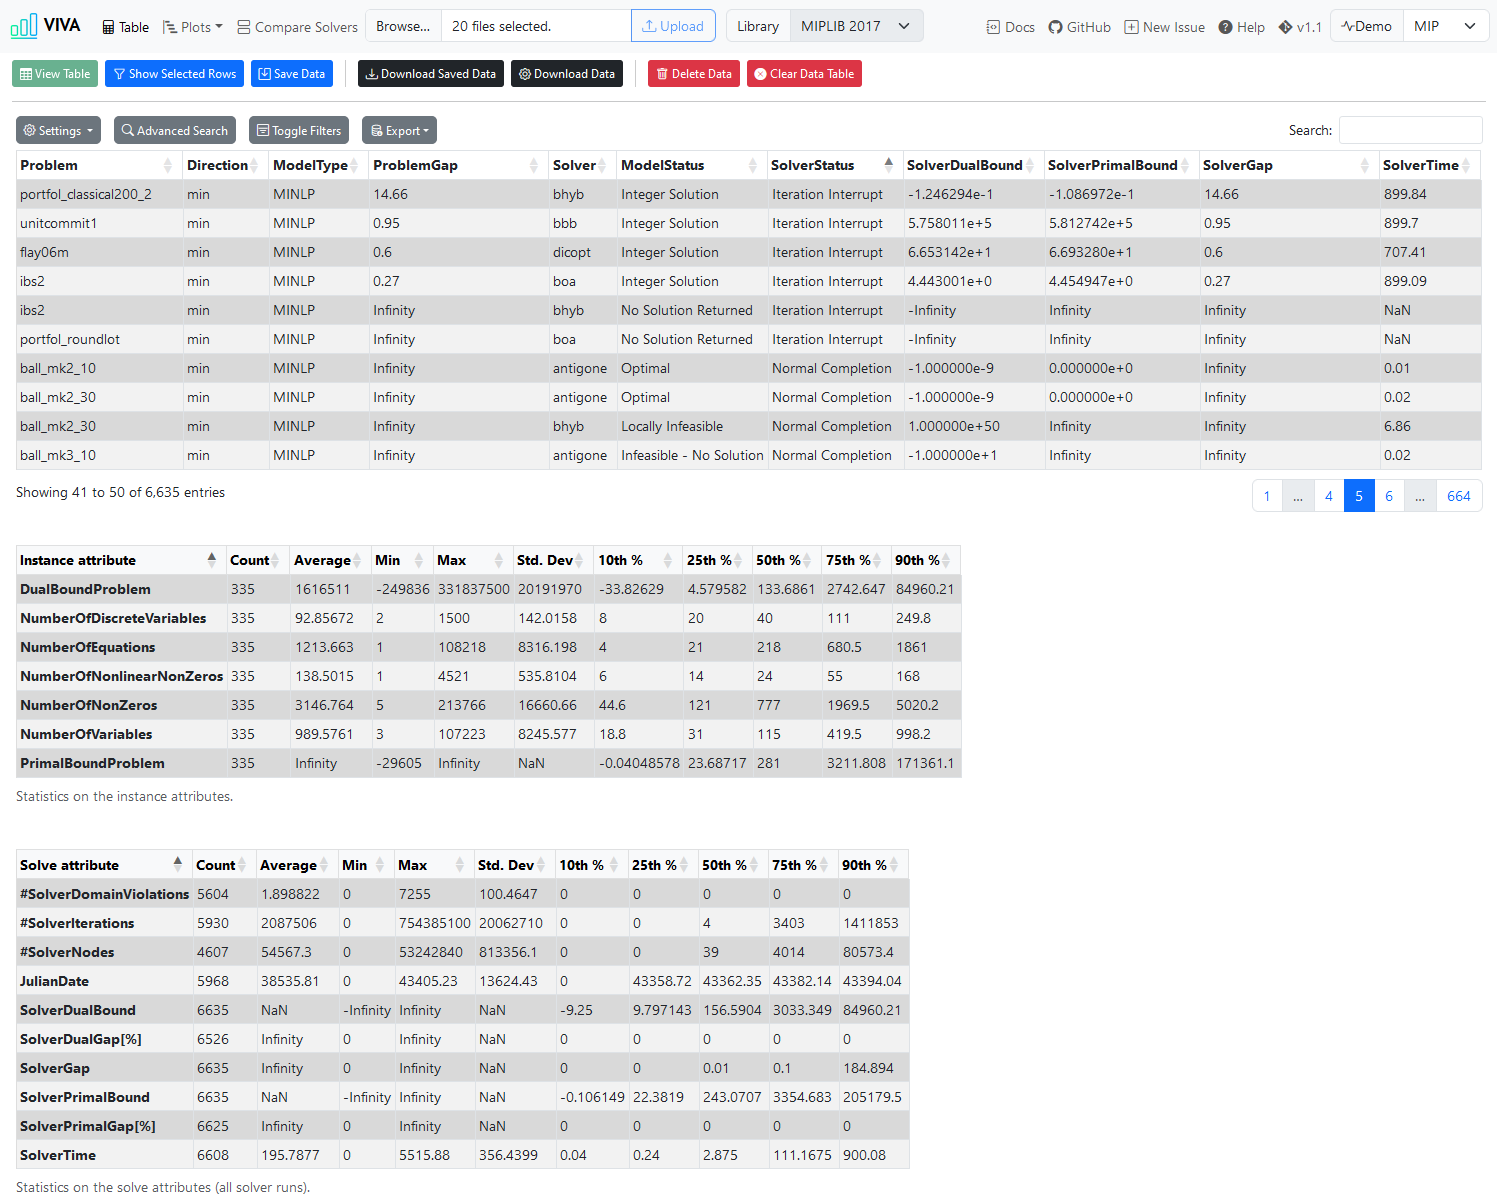 VIVA Table Plots Compare Solvers Browse... 20 files selected. Upload Library MIPLIB 2017 Docs GitHub New Issue Help v1.1 Demo MIP
View Table Show Selected Rows Save Data Download Saved Data Download Data Delete Data Clear Data Table
Settings Advanced Search Toggle Filters Export Search:
Problem Direction ModelType ProblemGap Solver ModelStatus SolverStatus SolverDualBound SolverPrimalBound SolverGap SolverTime
portfol_classical200_2 min MINLP 14.66 bhyb Integer Solution Iteration Interrupt -1.246294e-1 -1.086972e-1 14.66 899.84
unitcommit1 min MINLP 0.95 bbb Integer Solution Iteration Interrupt 5.758011e+5 5.812742e+5 0.95 899.7
flay06m min MINLP 0.6 dicopt Integer Solution Iteration Interrupt 6.653142e+1 6.693280e+1 0.6 707.41
ibs2 min MINLP 0.27 boa Integer Solution Iteration Interrupt 4.443001e+0 4.454947e+0 0.27 899.09
ibs2 min MINLP Infinity bhyb No Solution Returned Iteration Interrupt -Infinity Infinity Infinity NaN
portfol_roundlot min MINLP Infinity boa No Solution Returned Iteration Interrupt -Infinity Infinity Infinity NaN
ball_mk2_10 min MINLP Infinity antigone Optimal Normal Completion -1.000000e-9 0.000000e+0 Infinity 0.01
ball_mk2_30 min MINLP Infinity antigone Optimal Normal Completion -1.000000e-9 0.000000e+0 Infinity 0.02
ball_mk2_30 min MINLP Infinity bhyb Locally Infeasible Normal Completion 1.000000e+50 Infinity Infinity 6.86
ball_mk3_10 min MINLP Infinity antigone Infeasible - No Solution Normal Completion -1.000000e+1 Infinity Infinity 0.02
Showing 41 to 50 of 6,635 entries 1 ... 4 5 6 ... 664
Instance attribute Count Average Min Max Std. Dev 10th % 25th % 50th % 75th % 90th %
DualBoundProblem 335 1616511 -249836 331837500 20191970 -33.82629 4.579582 133.6861 2742.647 84960.21
NumberOfDiscreteVariables 335 92.85672 2 1500 142.0158 8 20 40 111 249.8
NumberOfEquations 335 1213.663 1 108218 8316.198 4 21 218 680.5 1861
NumberOfNonlinearNonZeros 335 138.5015 1 4521 535.8104 6 14 24 55 168
NumberOfNonZeros 335 3146.764 5 213766 16660.66 44.6 121 777 1969.5 5020.2
NumberOfVariables 335 989.5761 3 107223 8245.577 18.8 31 115 419.5 998.2
PrimalBoundProblem 335 Infinity -29605 Infinity NaN -0.04048578 23.68717 281 3211.808 171361.1
Statistics on the instance attributes.
Solve attribute Count Average Min Max Std. Dev 10th % 25th % 50th % 75th % 90th %
#SolverDomainViolations 5604 1.898822 0 7255 100.4647 0 0 0 0 0
#SolverIterations 5930 2087506 0 754385100 20062710 0 0 4 3403 1411853
#SolverNodes 4607 54567.3 0 53242840 813356.1 0 0 39 4014 80573.4
JulianDate 5968 38535.81 0 43405.23 13624.43 0 43358.72 43362.35 43382.14 43394.04
SolverDualBound 6635 NaN -Infinity Infinity NaN -9.25 9.797143 156.5904 3033.349 84960.21
SolverDualGap[%] 6526 Infinity 0 Infinity NaN 0 0 0 0 0
SolverGap 6635 Infinity 0 Infinity NaN 0 0 0.01 0.1 184.894
SolverPrimalBound 6635 NaN -Infinity Infinity NaN -0.106149 22.3819 243.0707 3354.683 205179.5
SolverPrimalGap[%] 6625 Infinity 0 Infinity NaN 0 0 0 0 0
SolverTime 6608 195.7877 0 5515.88 356.4399 0.04 0.24 2.875 111.1675 900.08
Statistics on the solve attributes (all solver runs).